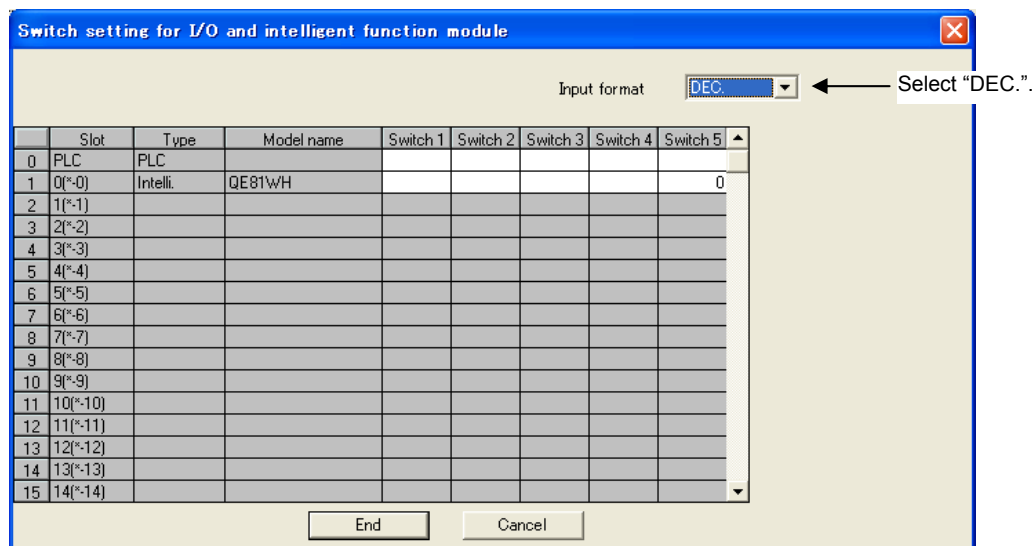 Switch setting for I/O and intelligent function module
Input format DEC. Select “DEC.”.
Slot Type Model name Switch 1 Switch 2 Switch 3 Switch 4 Switch 5
0 PLC PLC
1 0(*-0) Intelli. QE81WH 0
2 1(*-1)
3 2(*-2)
4 3(*-3)
5 4(*-4)
6 5(*-5)
7 6(*-6)
8 7(*-7)
9 8(*-8)
10 9(*-9)
11 10(*-10)
12 11(*-11)
13 12(*-12)
14 13(*-13)
15 14(*-14)
End Cancel